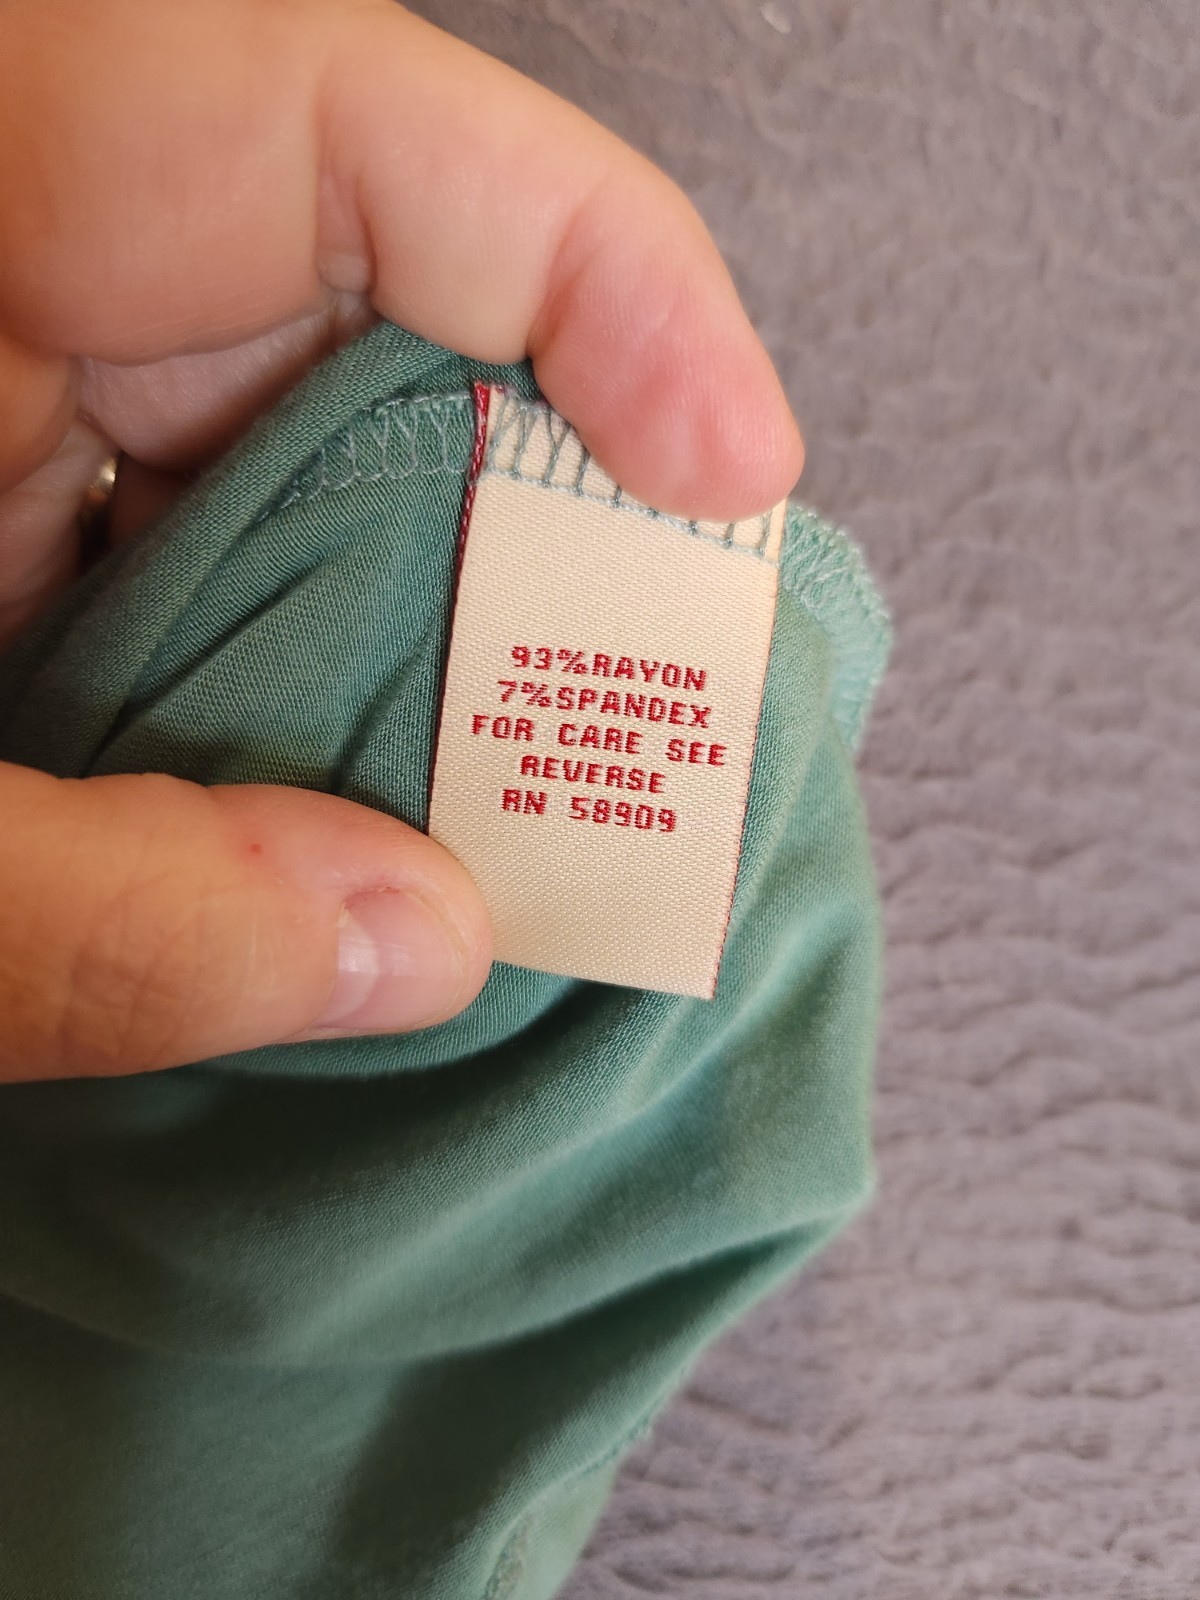 93%RAYON
7%SPANDEX
FOR CARE SEE
REVERSE
RN 58909